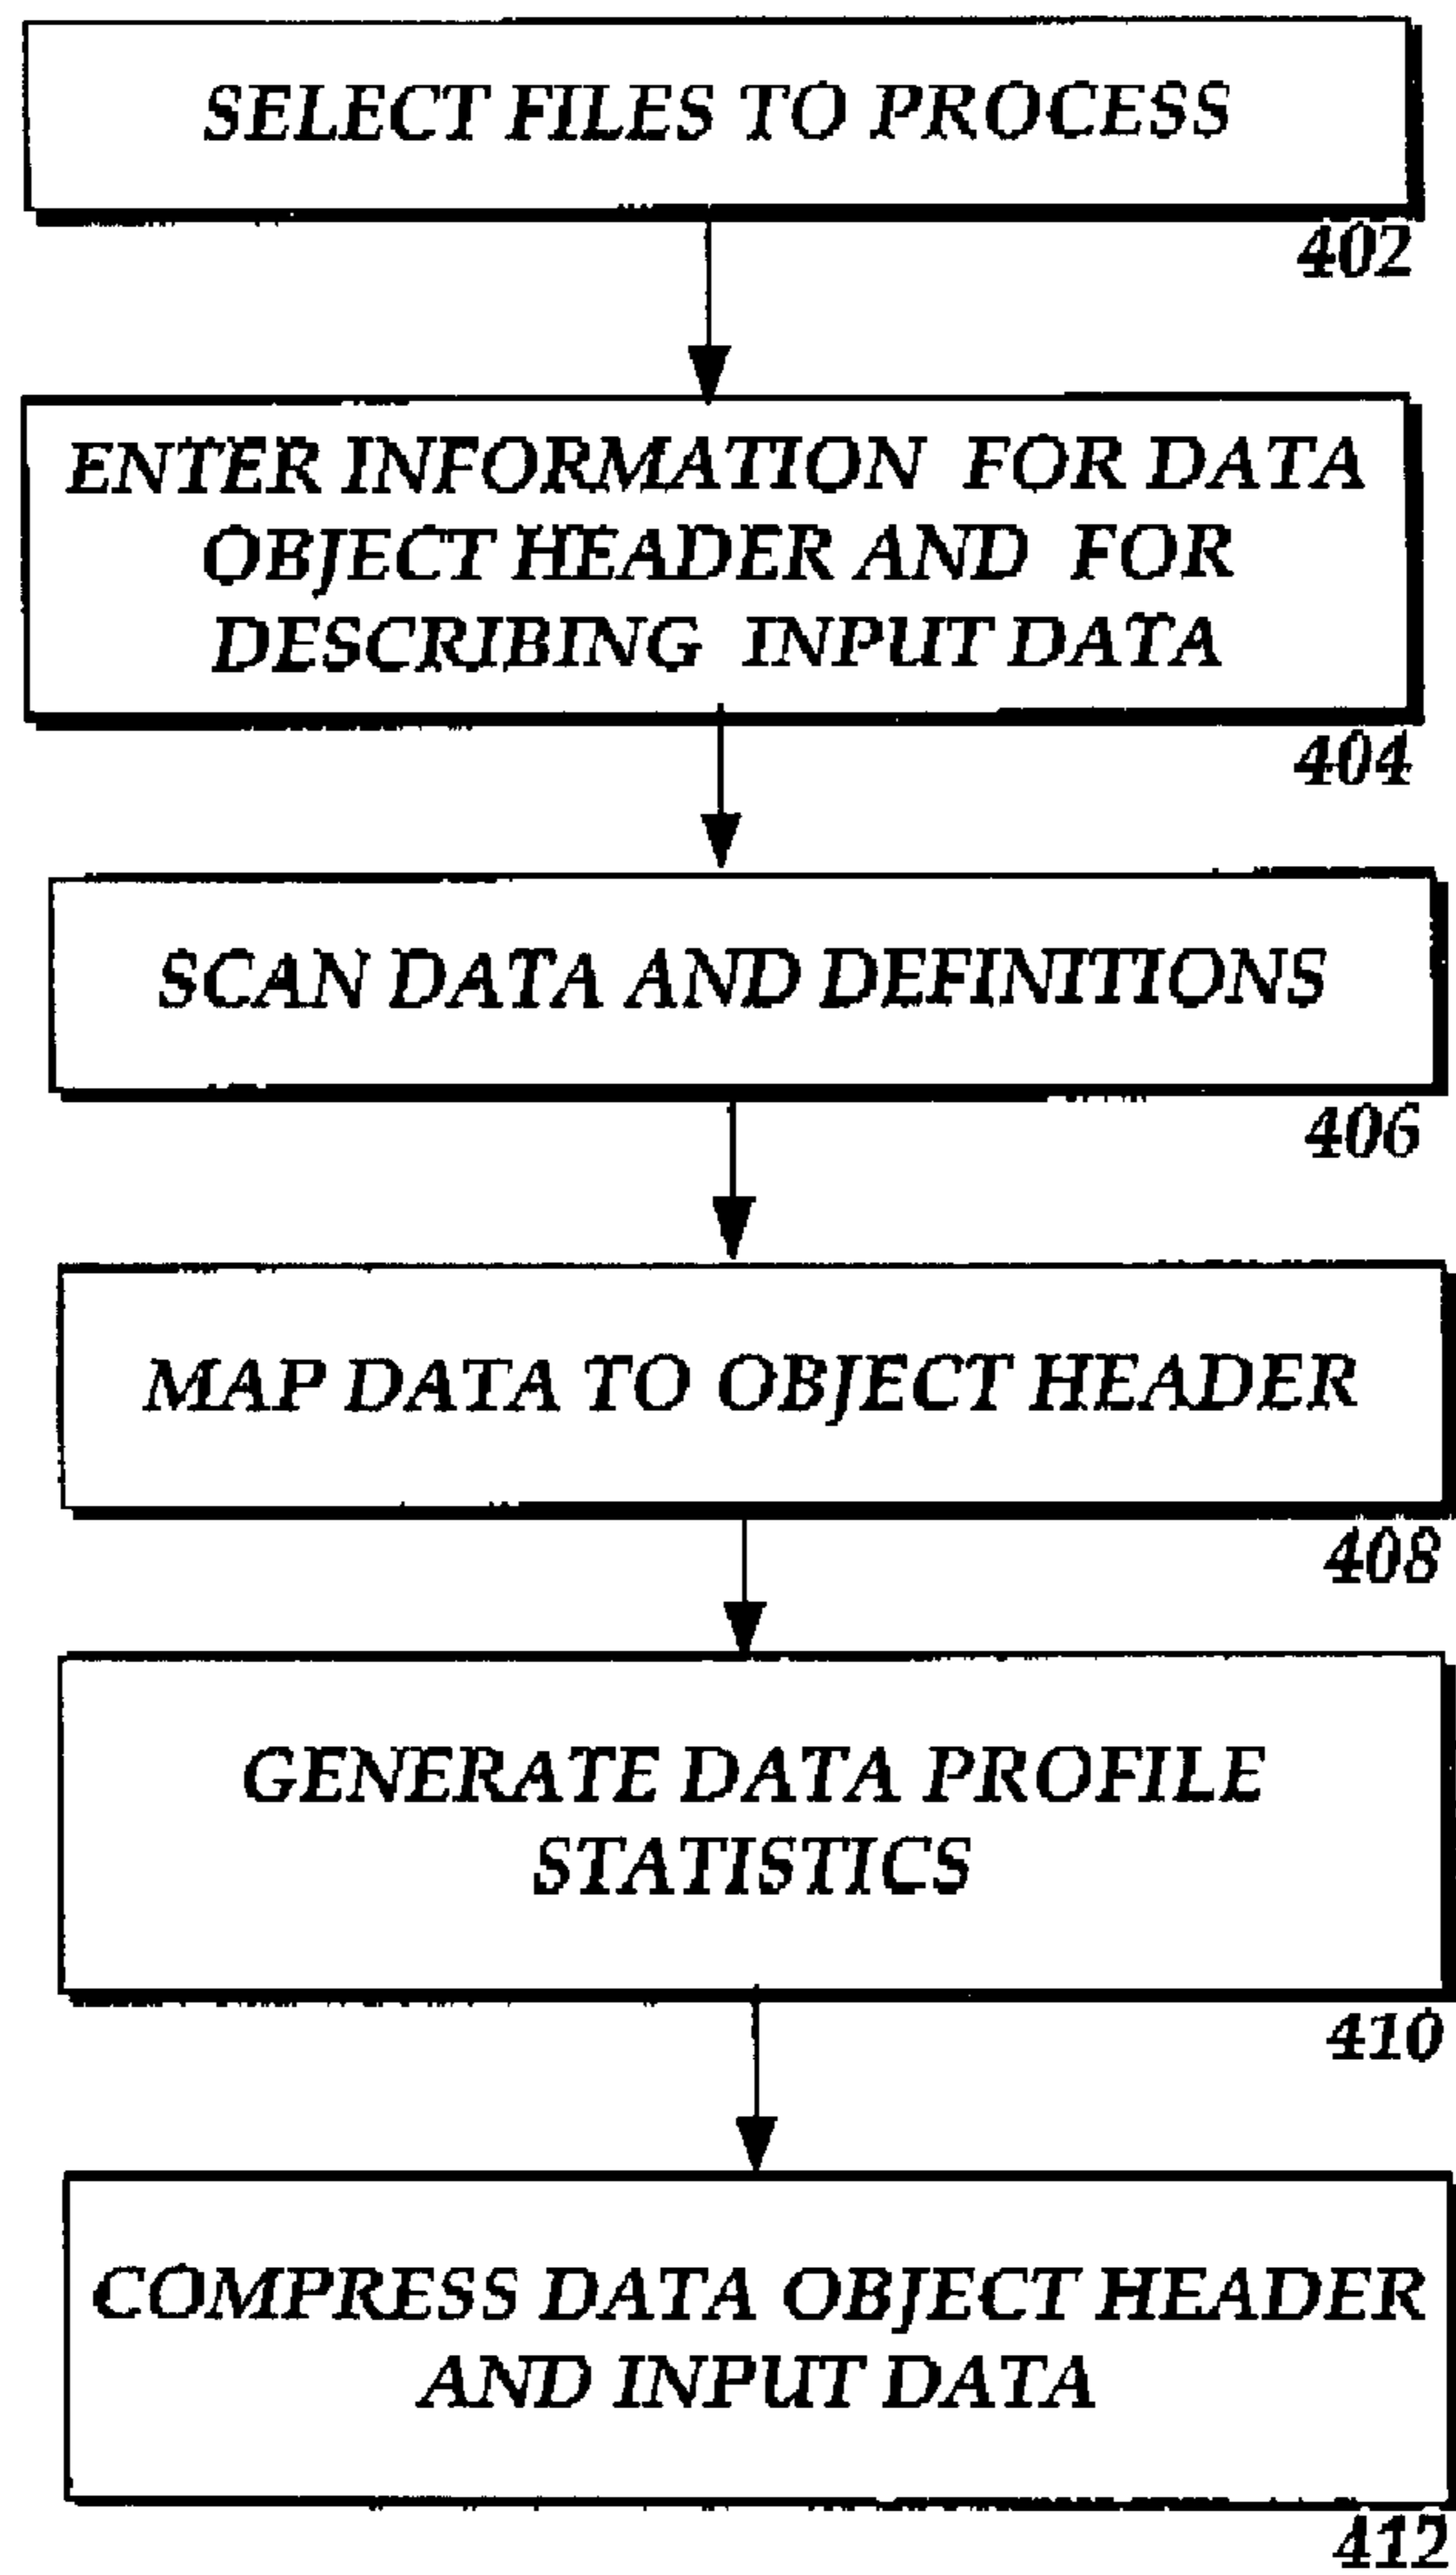 SELECT FILES TO PROCESS
402
ENTER INFORMATION FOR DATA
OBJECT HEADER AND FOR
DESCRIBING INPUT DATA
404
SCAN DATA AND DEFINITIONS
406
MAP DATA TO OBJECT HEADER
408
GENERATE DATA PROFILE
STATISTICS
410
COMPRESS DATA OBJECT HEADER
AND INPUT DATA
412